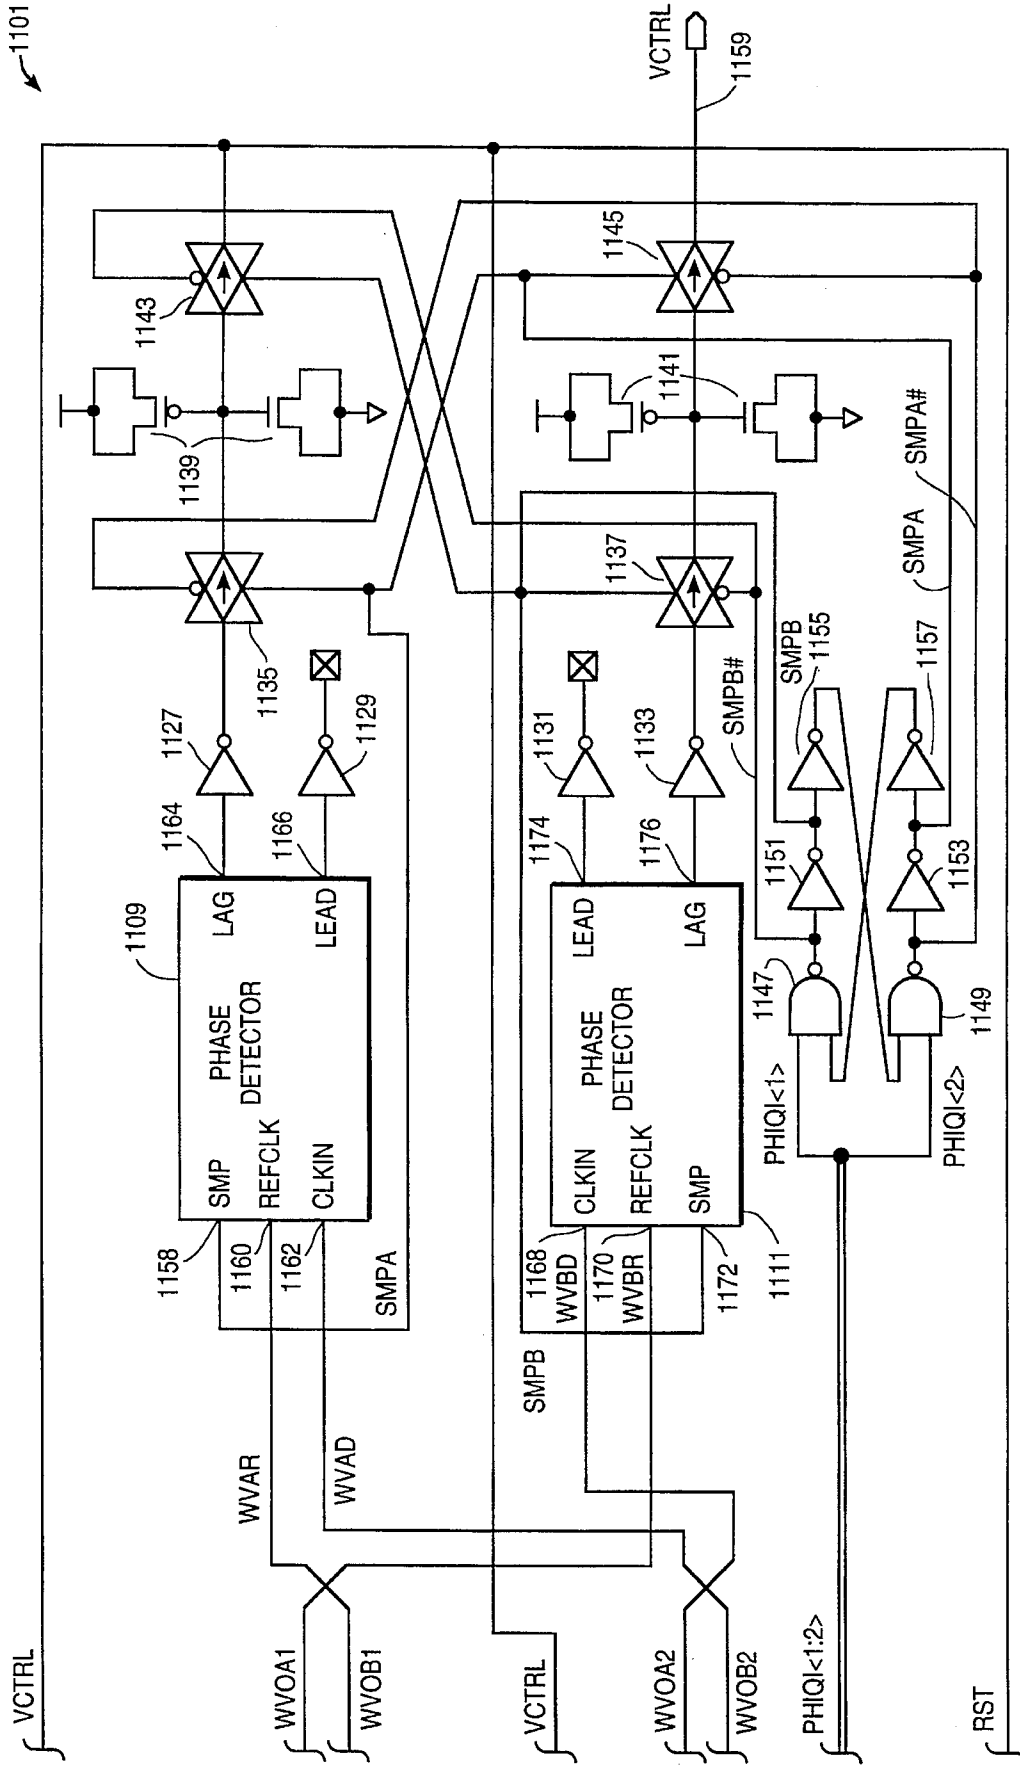 1101
VCTRL
WVOA1
WVOB1
VCTRL
WVOA2
WVOB2
PHIQI<1:2>
RST
WVAR
WVAD
SMPA
SMPB
1158
1160
1162
1109
SMP
REFCLK
CLKIN
PHASE
DETECTOR
LAG
LEAD
1164
1166
1127
1129
1135
1139
1143
1168
WVBD
1170
WVBR
1172
1111
CLKIN
REFCLK
SMP
PHASE
DETECTOR
LEAD
LAG
1174
1176
1131
1133
1137
1141
1145
VCTRL
1159
SMPB#
PHIQI<1>
PHIQI<2>
1147
1149
1151
1153
SMPB
1155
1157
SMPA
SMPA#